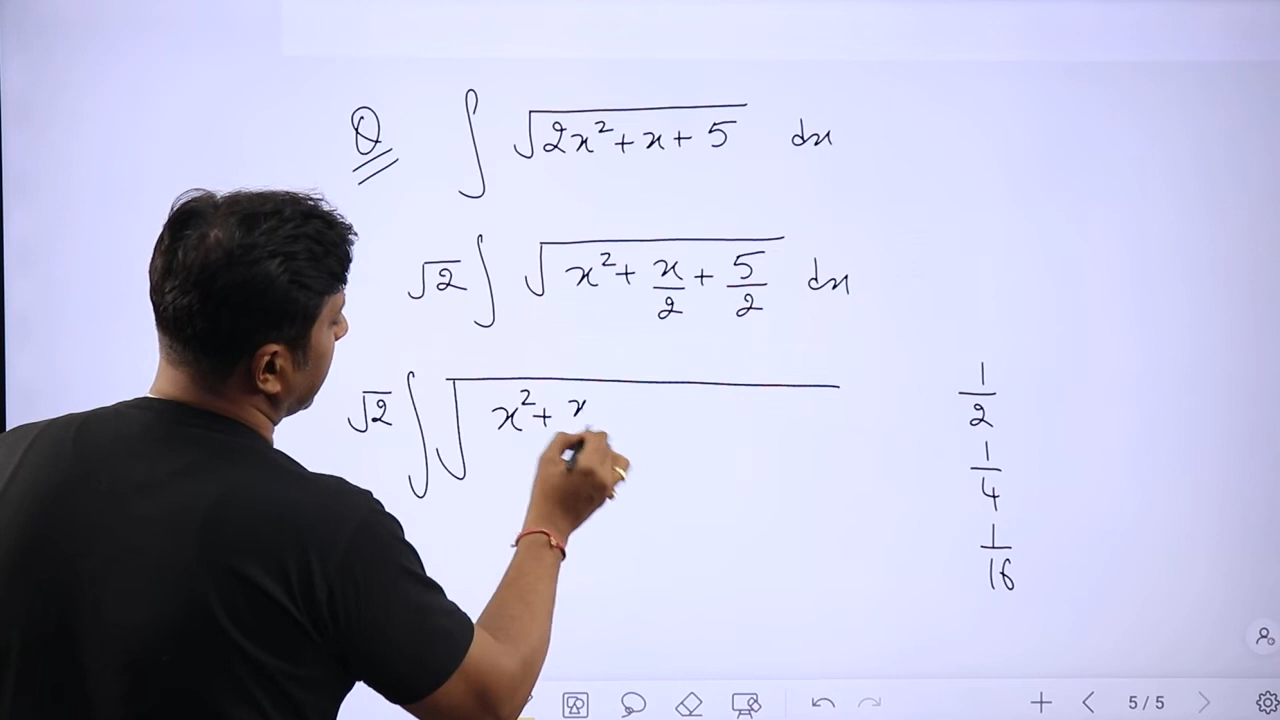 Q ∫ √(2x²+x+5) dx
√2 ∫ √(x²+x/2+5/2) dx
√2 ∫ √(x²+x
1/2
1/4
1/16
5/5